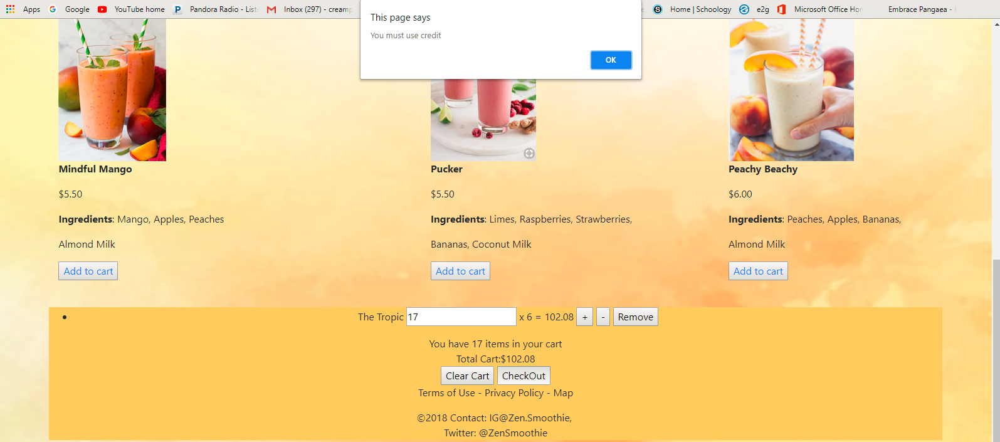 Apps Google YouTube home Pandora Radio - List Inbox (297) - creamp Home | Schoology e2g Microsoft Office Hor Embrace Pangaea -
This page says
You must use credit
OK
Mindful Mango
$5.50
Ingredients: Mango, Apples, Peaches
Almond Milk
Add to cart
Pucker
$5.50
Ingredients: Limes, Raspberries, Strawberries,
Bananas, Coconut Milk
Add to cart
Peachy Beachy
$6.00
Ingredients: Peaches, Apples, Bananas,
Almond Milk
Add to cart
• The Tropic 17 x 6 = 102.08 + - Remove
You have 17 items in your cart
Total Cart:$102.08
Clear Cart CheckOut
Terms of Use - Privacy Policy - Map
©2018 Contact: IG@Zen.Smoothie,
Twitter: @ZenSmoothie